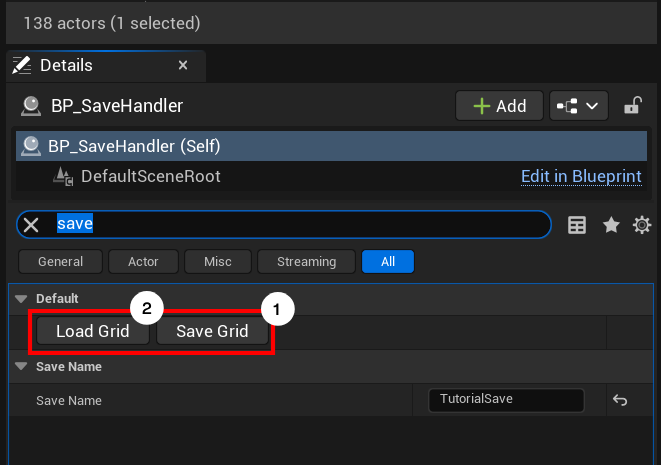 138 actors (1 selected)
Details
BP_SaveHandler
Add
BP_SaveHandler (Self)
DefaultSceneRoot Edit in Blueprint
save
General Actor Misc Streaming All
Default
2 1
Load Grid Save Grid
Save Name
Save Name TutorialSave